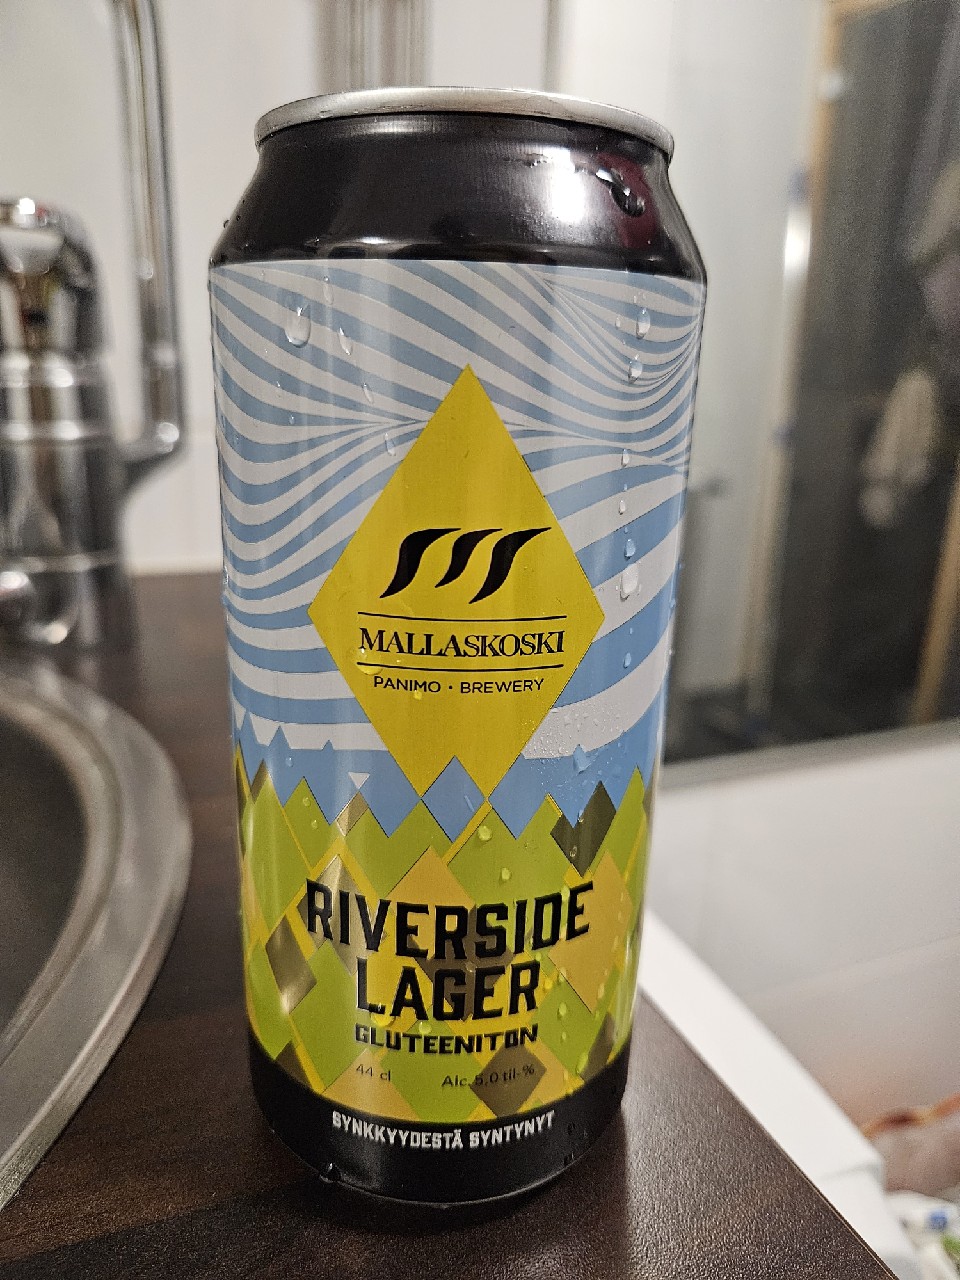 MALLASKOSKI
PANIMO · BREWERY
RIVERSIDE
LAGER
GLUTEENITON
44 cl Alc. 5,0 til-%
SYNKKYYDESTÄ SYNTYNYT